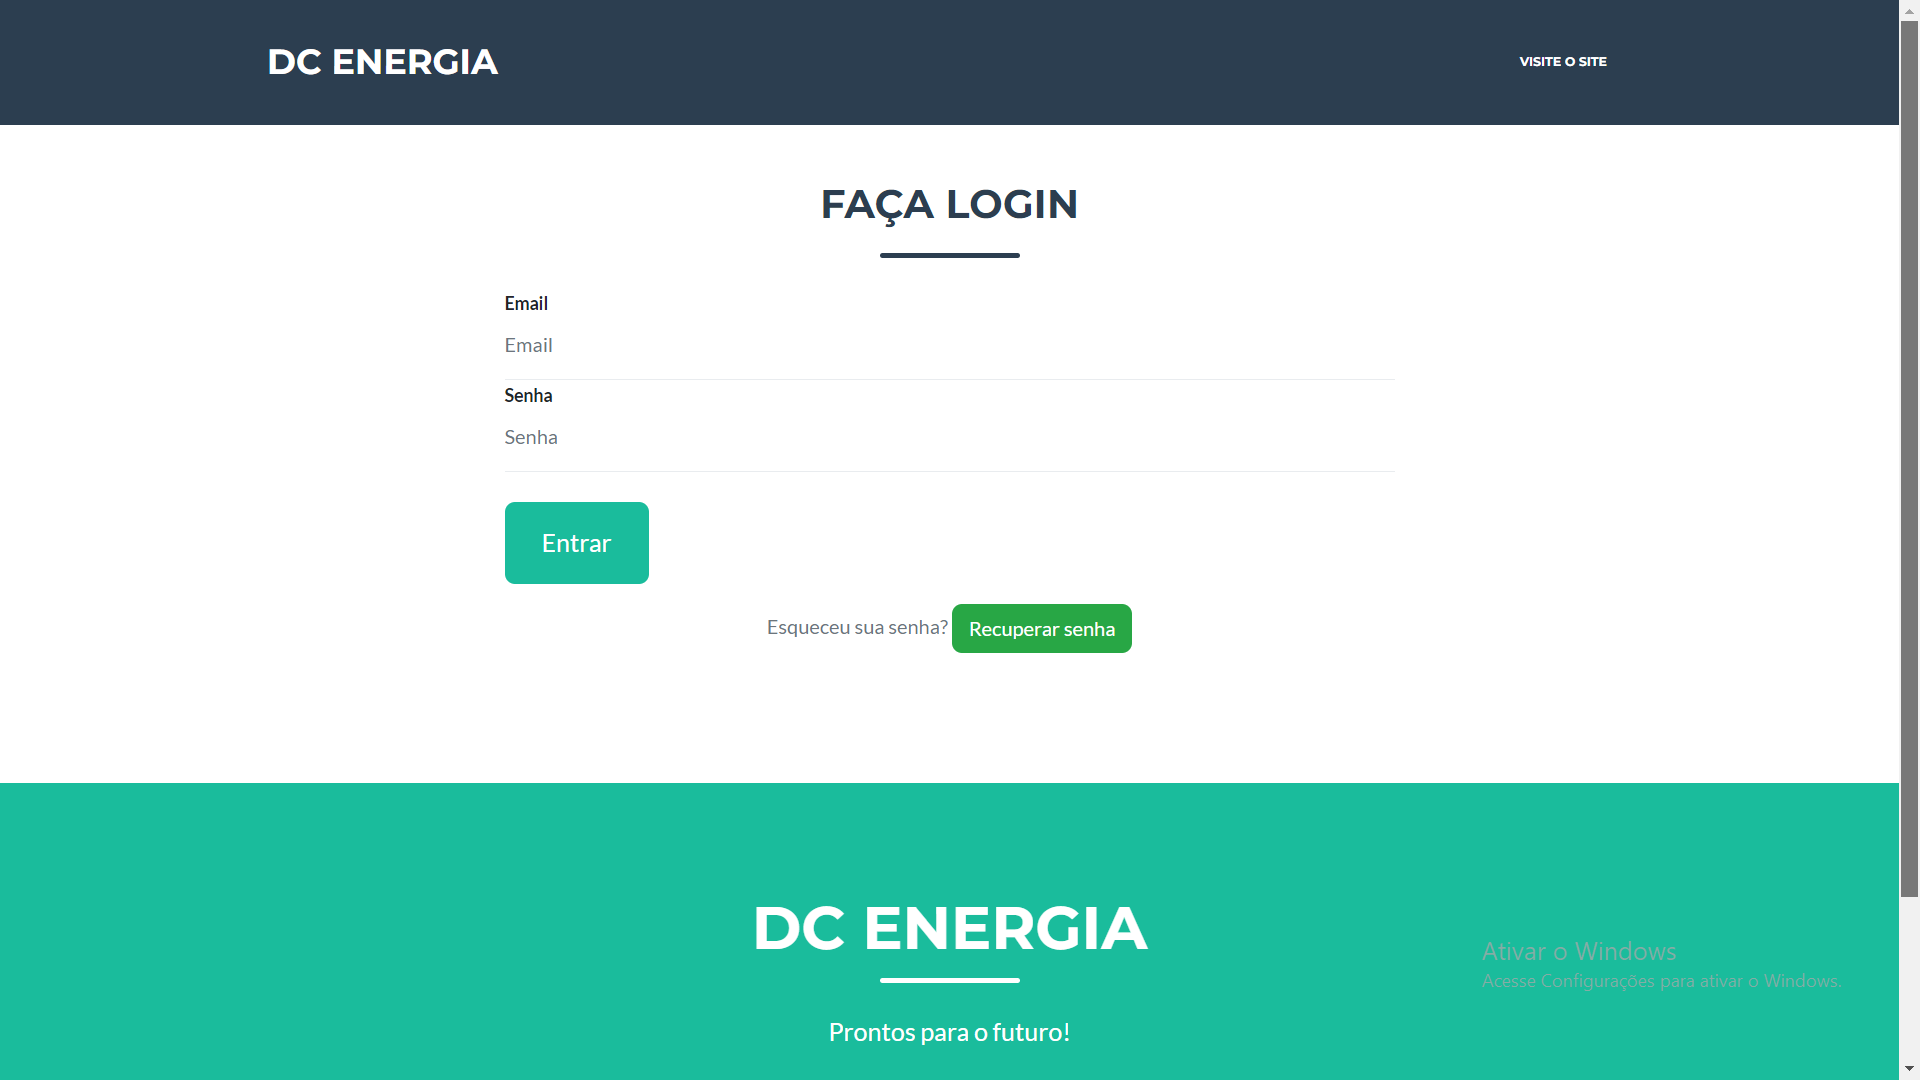 DC ENERGIA
VISITE O SITE
FAÇA LOGIN
Email
Email
Senha
Senha
Entrar
Esqueceu sua senha? Recuperar senha
DC ENERGIA
Ativar o Windows
Acesse Configurações para ativar o Windows.
Prontos para o futuro!